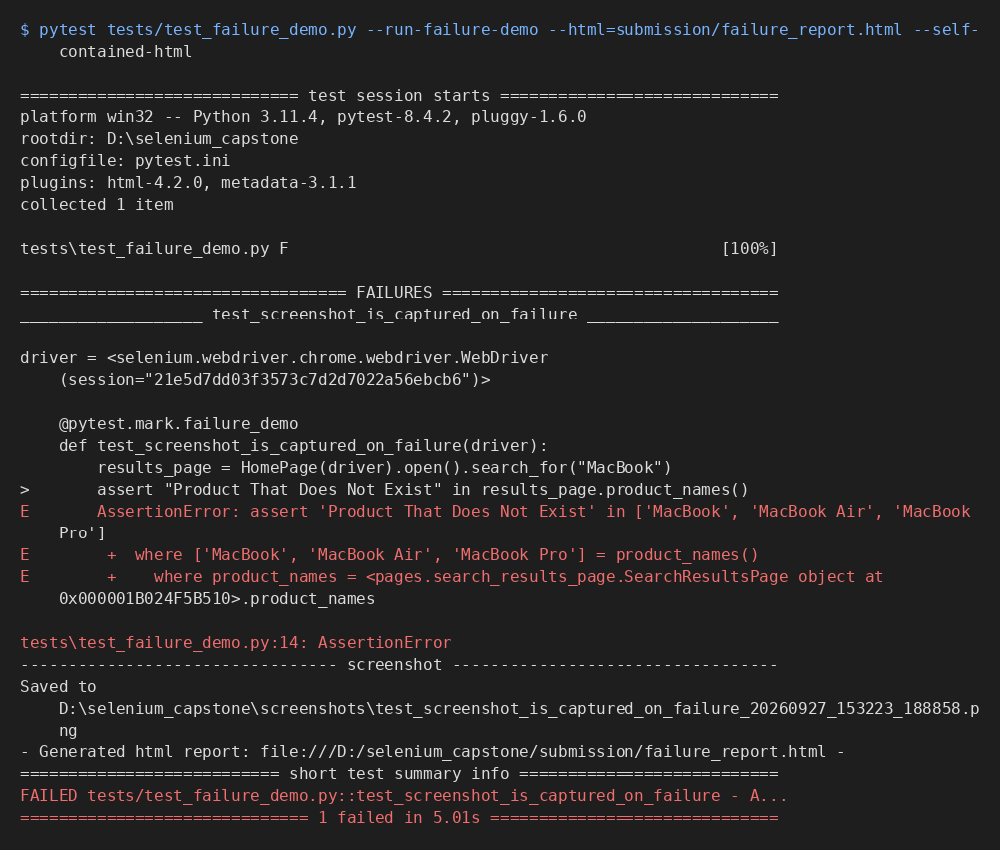 $ pytest tests/test_failure_demo.py --run-failure-demo --html=submission/failure_report.html --self-
    contained-html

============================= test session starts =============================
platform win32 -- Python 3.11.4, pytest-8.4.2, pluggy-1.6.0
rootdir: D:\selenium_capstone
configfile: pytest.ini
plugins: html-4.2.0, metadata-3.1.1
collected 1 item

tests\test_failure_demo.py F                                             [100%]

================================== FAILURES ===================================
___________________ test_screenshot_is_captured_on_failure ____________________

driver = <selenium.webdriver.chrome.webdriver.WebDriver
    (session="21e5d7dd03f3573c7d2d7022a56ebcb6")>

    @pytest.mark.failure_demo
    def test_screenshot_is_captured_on_failure(driver):
        results_page = HomePage(driver).open().search_for("MacBook")
>       assert "Product That Does Not Exist" in results_page.product_names()
E       AssertionError: assert 'Product That Does Not Exist' in ['MacBook', 'MacBook Air', 'MacBook
    Pro']
E        +  where ['MacBook', 'MacBook Air', 'MacBook Pro'] = product_names()
E        +    where product_names = <pages.search_results_page.SearchResultsPage object at
    0x000001B024F5B510>.product_names

tests\test_failure_demo.py:14: AssertionError
--------------------------------- screenshot ----------------------------------
Saved to
    D:\selenium_capstone\screenshots\test_screenshot_is_captured_on_failure_20260927_153223_188858.p
    ng
- Generated html report: file:///D:/selenium_capstone/submission/failure_report.html -
=========================== short test summary info ===========================
FAILED tests/test_failure_demo.py::test_screenshot_is_captured_on_failure - A...
============================== 1 failed in 5.01s ==============================